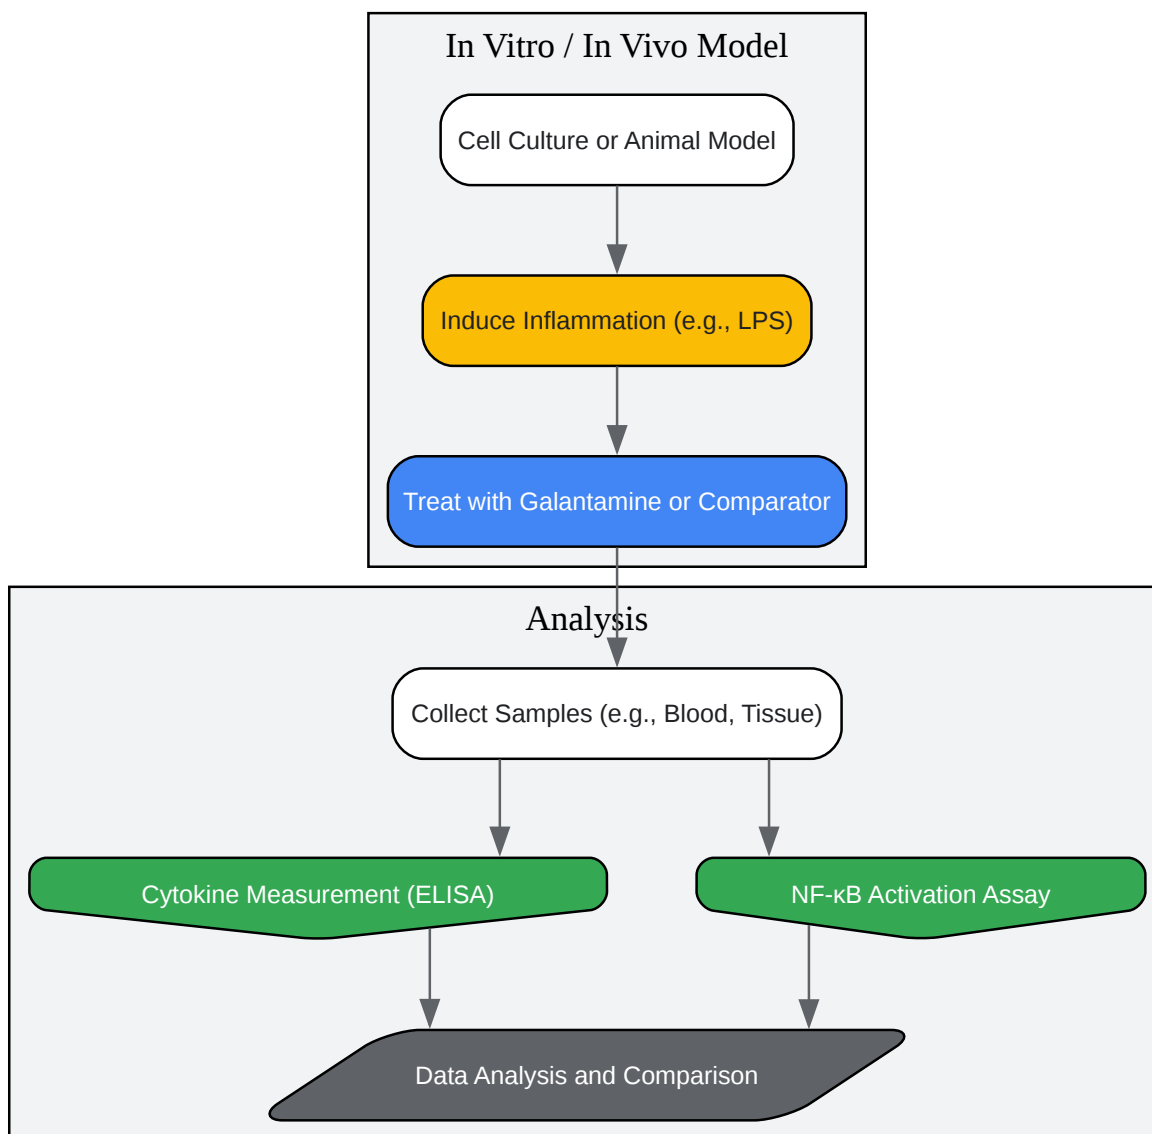 In Vitro / In Vivo Model
Cell Culture or Animal Model
Induce Inflammation (e.g., LPS)
Treat with Galantamine or Comparator
Analysis
Collect Samples (e.g., Blood, Tissue)
Cytokine Measurement (ELISA)
NF-κB Activation Assay
Data Analysis and Comparison